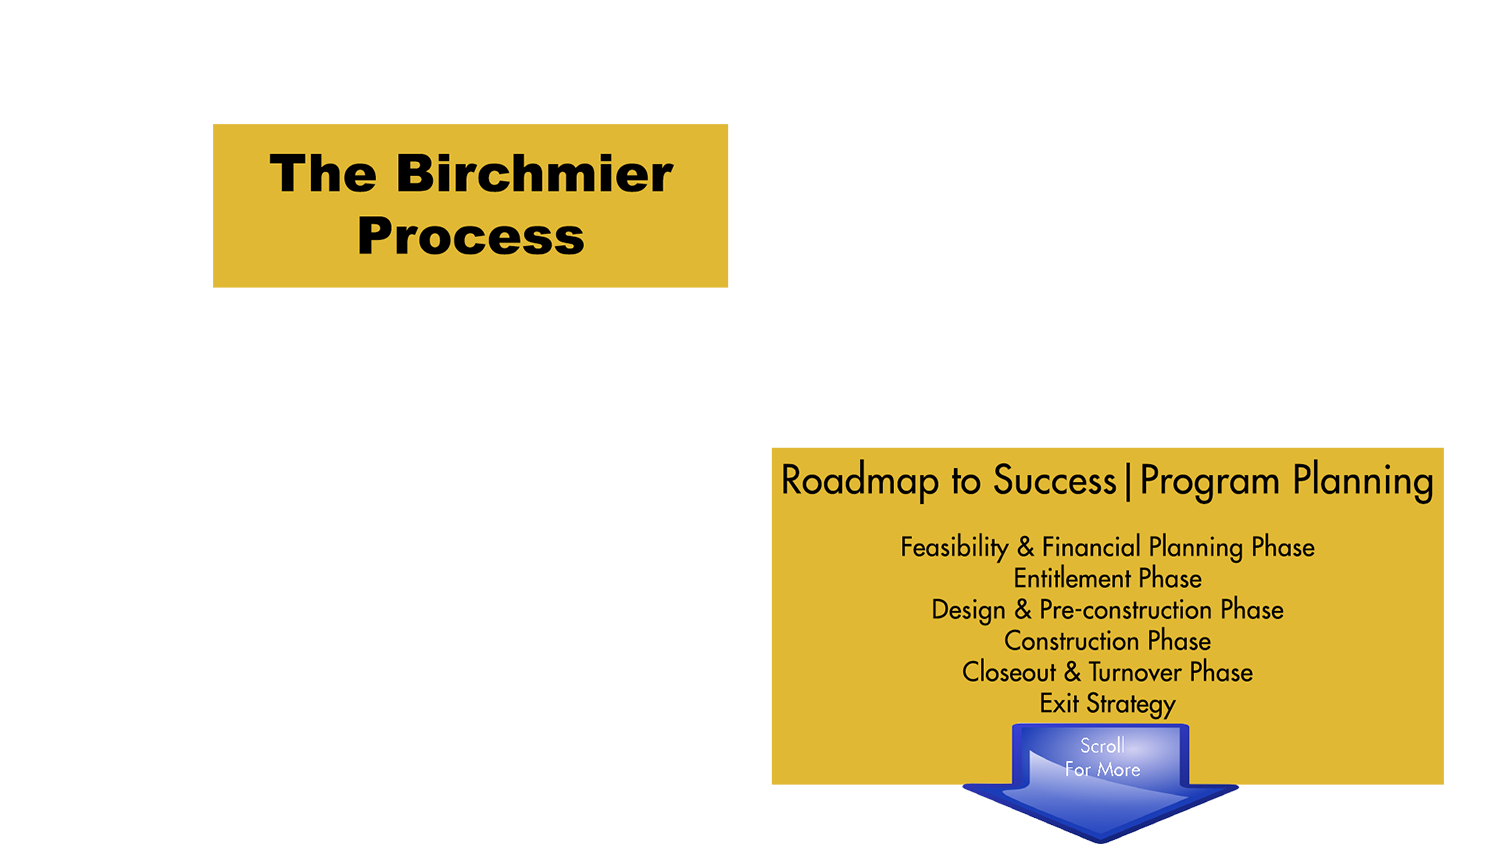 The Birchmier
Process
Roadmap to Success|Program Planning
Feasibility & Financial Planning Phase
Entitlement Phase
Design & Pre-construction Phase
Construction Phase
Closeout & Turnover Phase
Exit Strategy
Scroll
For More